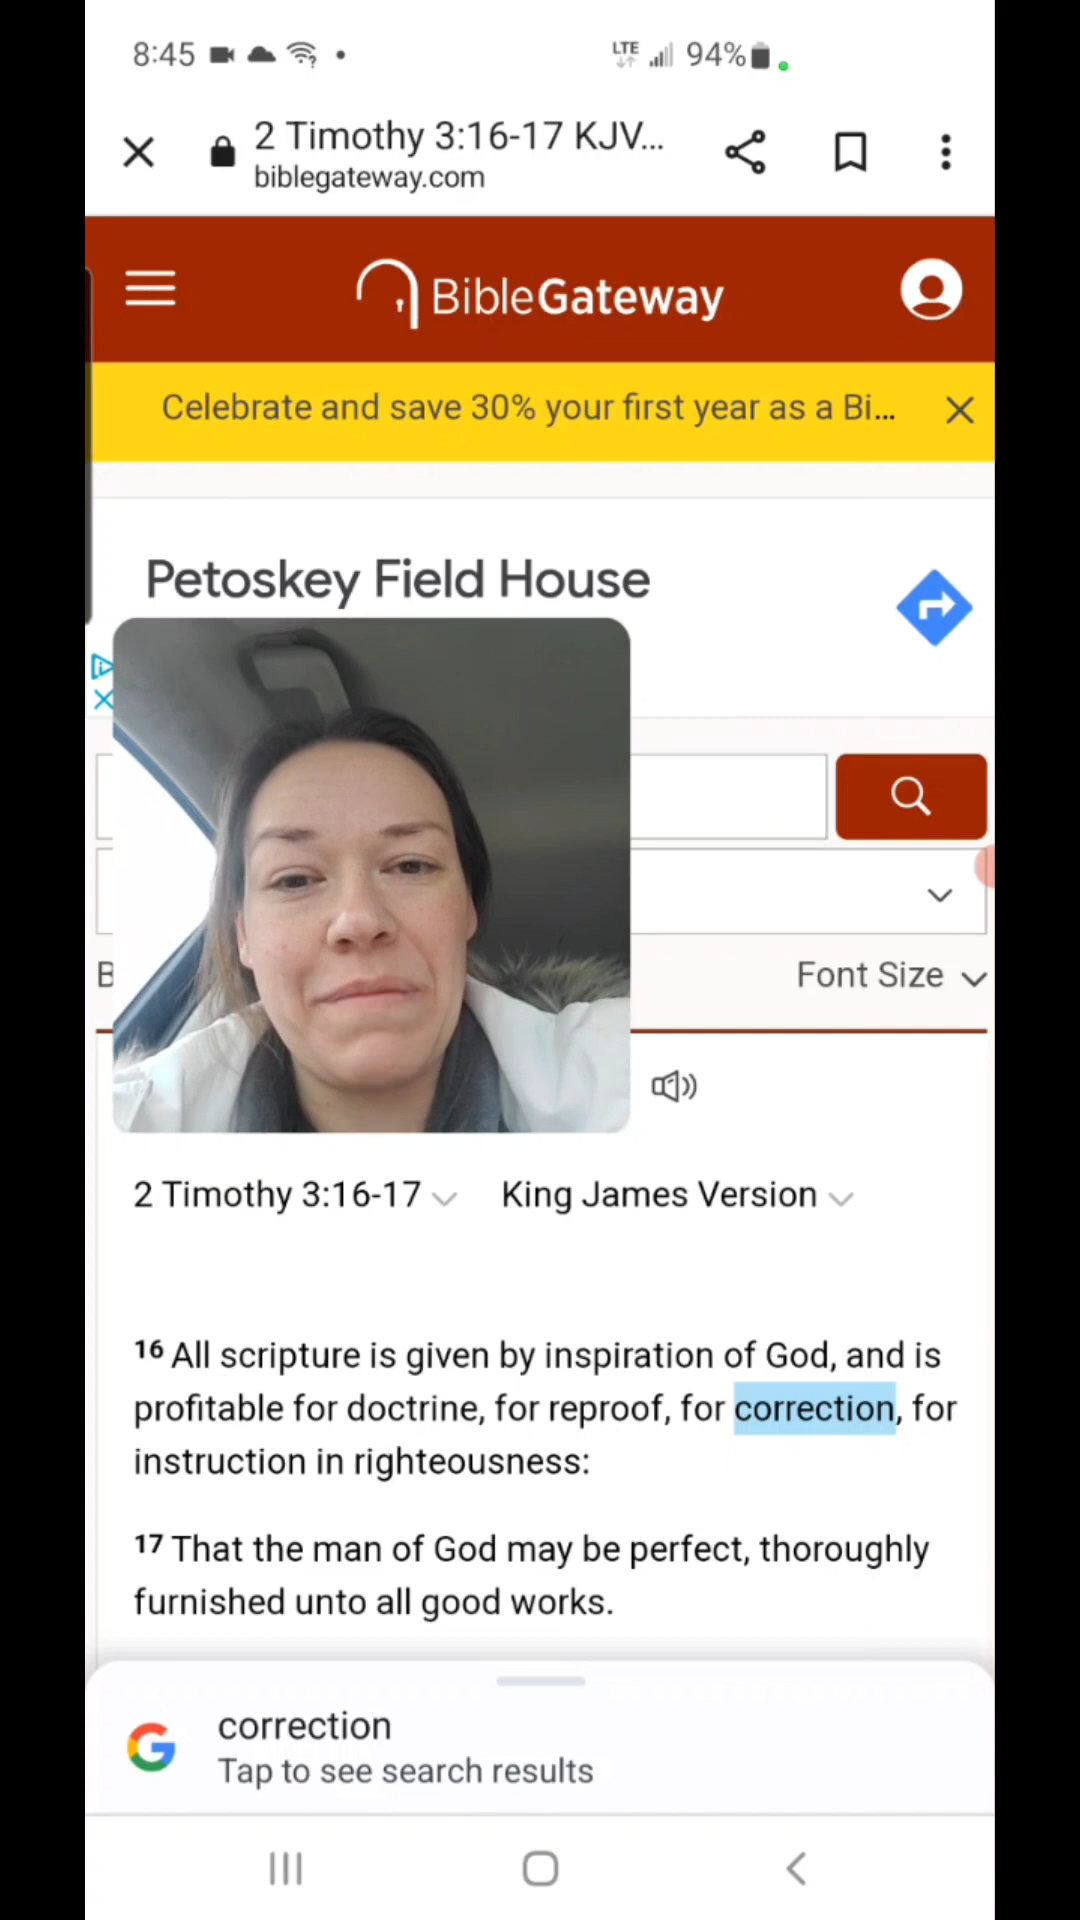 8:45
LTE 94%
2 Timothy 3:16-17 KJV...
biblegateway.com
BibleGateway
Celebrate and save 30% your first year as a Bi...
Petoskey Field House
B
Font Size
2 Timothy 3:16-17 King James Version
16 All scripture is given by inspiration of God, and is
profitable for doctrine, for reproof, for correction, for
instruction in righteousness:
17 That the man of God may be perfect, thoroughly
furnished unto all good works.
G
correction
Tap to see search results